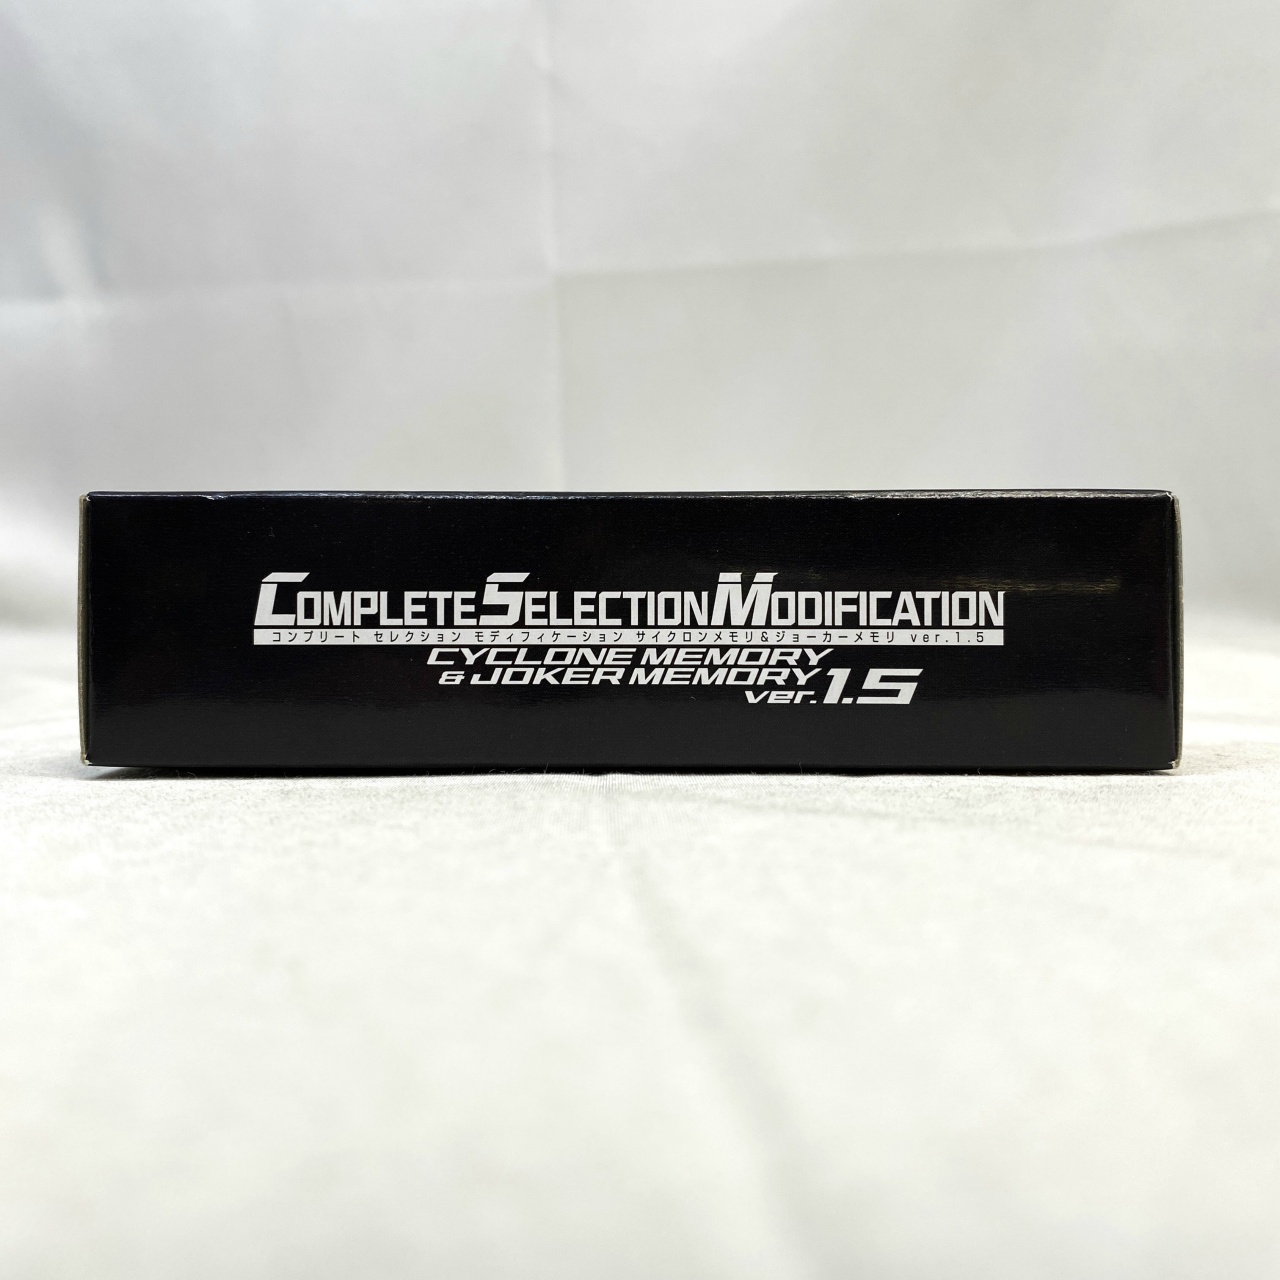 COMPLETE SELECTION MODIFICATION
コンプリート セレクション モディフィケーション サイクロンメモリ&ジョーカーメモリ ver.1.5
CYCLONE MEMORY
& JOKER MEMORY
ver.1.5